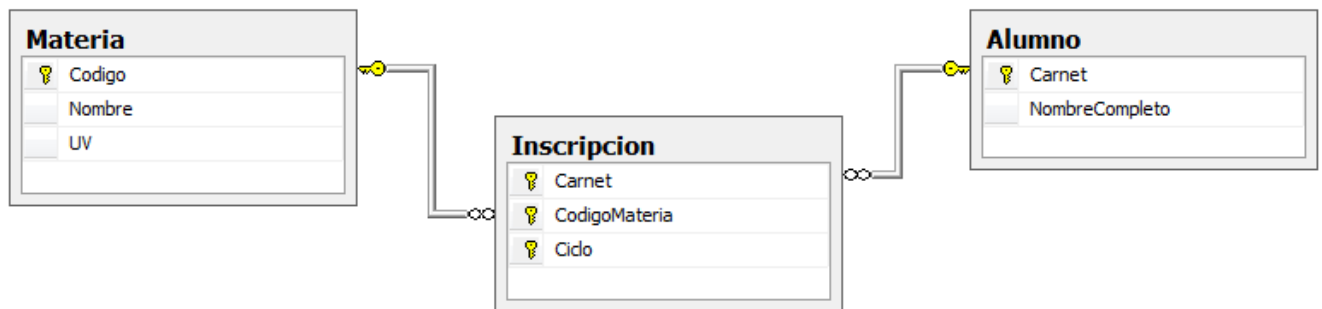 Materia
Codigo
Nombre
UV
Inscripcion
Carnet
CodigoMateria
Ciclo
Alumno
Carnet
NombreCompleto